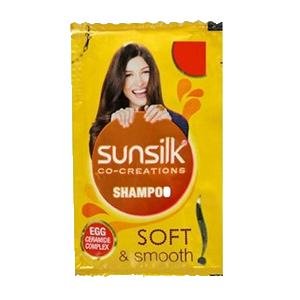 sunsilk
CO-CREATIONS
SHAMPOO
EGG
CERAMIDE
COMPLEX
SOFT
& smooth